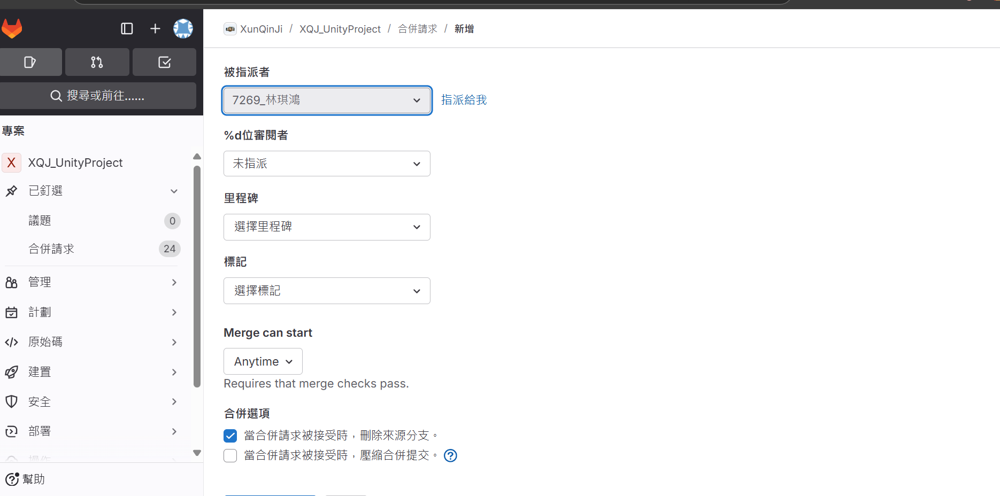 XunQinJi / XQJ_UnityProject / 合併請求 / 新增
搜尋或前往......
專案
X XQJ_UnityProject
已釘選
議題 0
合併請求 24
管理
計劃
原始碼
建置
安全
部署
幫助
被指派者
7269_林琪鴻 指派給我
%d位審閱者
未指派
里程碑
選擇里程碑
標記
選擇標記
Merge can start
Anytime
Requires that merge checks pass.
合併選項
當合併請求被接受時，刪除來源分支。
當合併請求被接受時，壓縮合併提交。